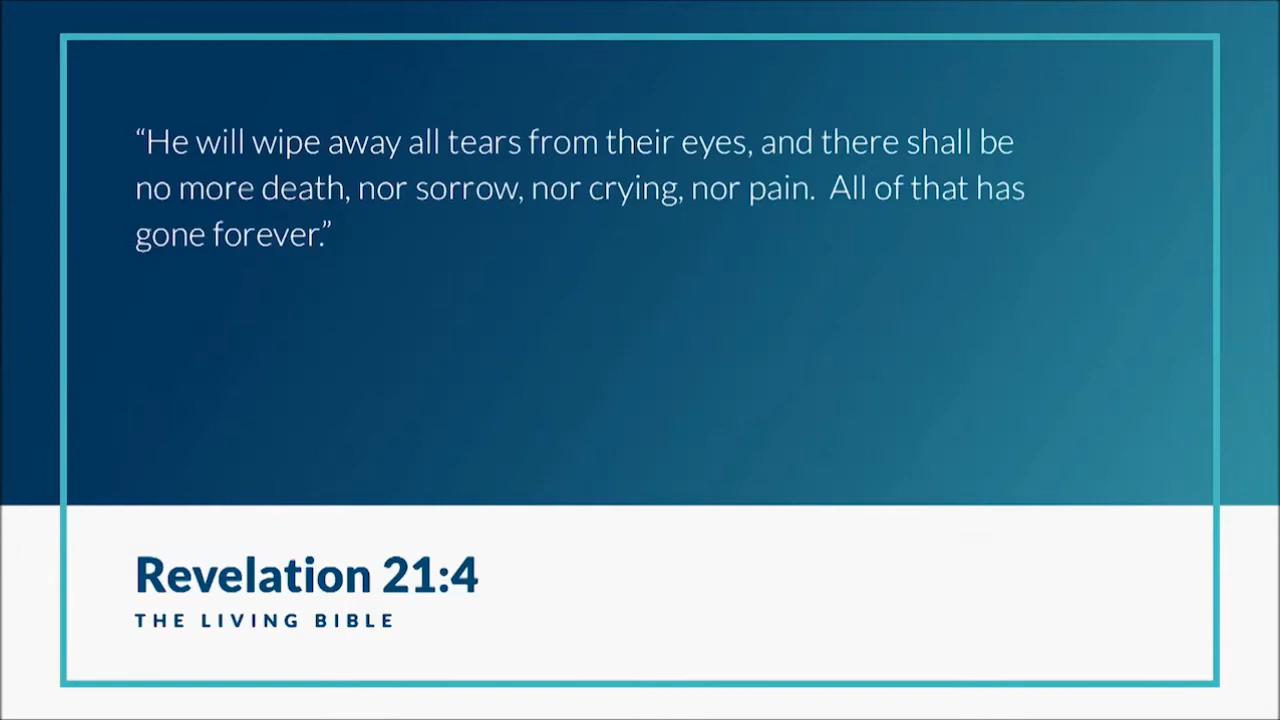 “He will wipe away all tears from their eyes, and there shall be
no more death, nor sorrow, nor crying, nor pain.  All of that has
gone forever.”
Revelation 21:4
THE LIVING BIBLE